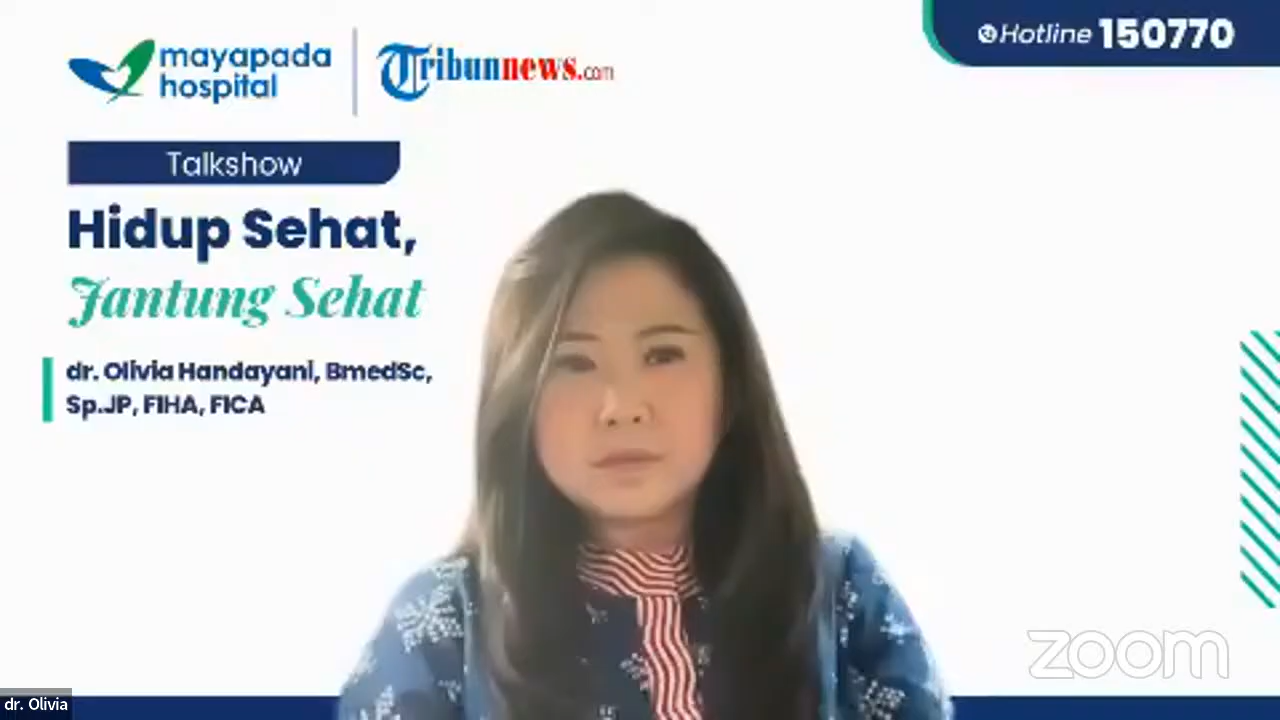 mayapada
hospital
Tribunnews.com
Hotline 150770
Talkshow
Hidup Sehat,
Jantung Sehat
dr. Olivia Handayani, BmedSc,
Sp.JP, FIHA, FICA
zoom
dr. Olivia